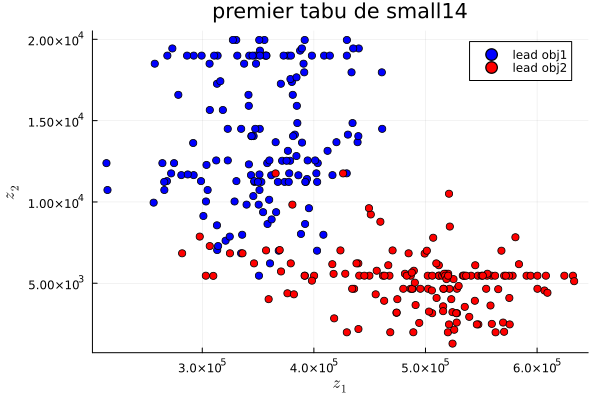 premier tabu de small14
lead obj1
lead obj2
2.00×10⁴
1.50×10⁴
1.00×10⁴
5.00×10³
z₂
3.0×10⁵ 4.0×10⁵ 5.0×10⁵ 6.0×10⁵
z₁